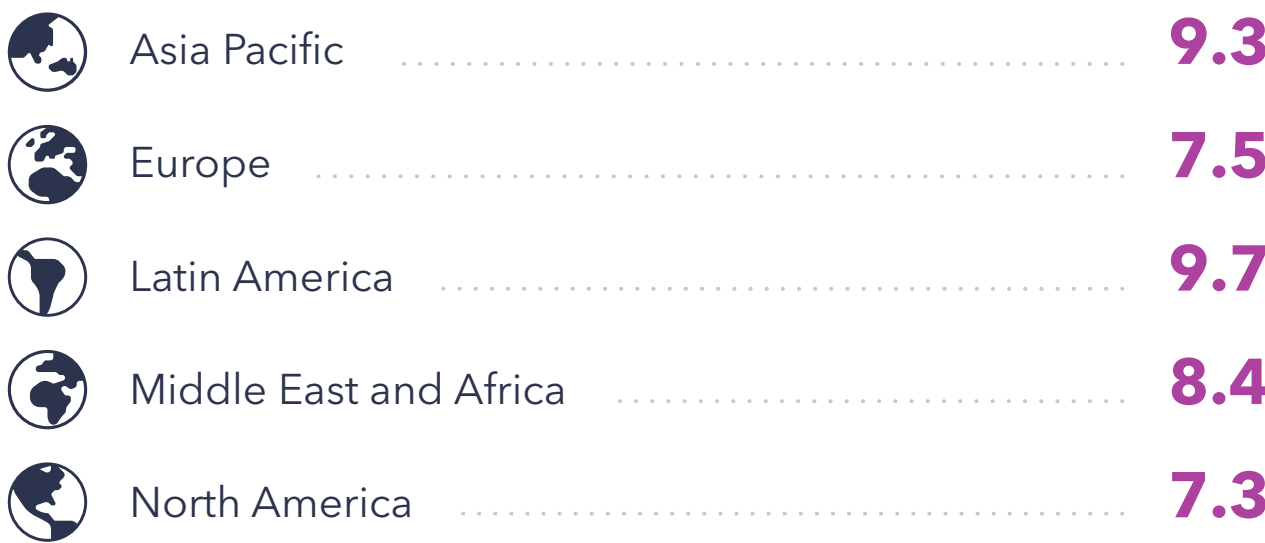 Asia Pacific 9.3
Europe 7.5
Latin America 9.7
Middle East and Africa 8.4
North America 7.3